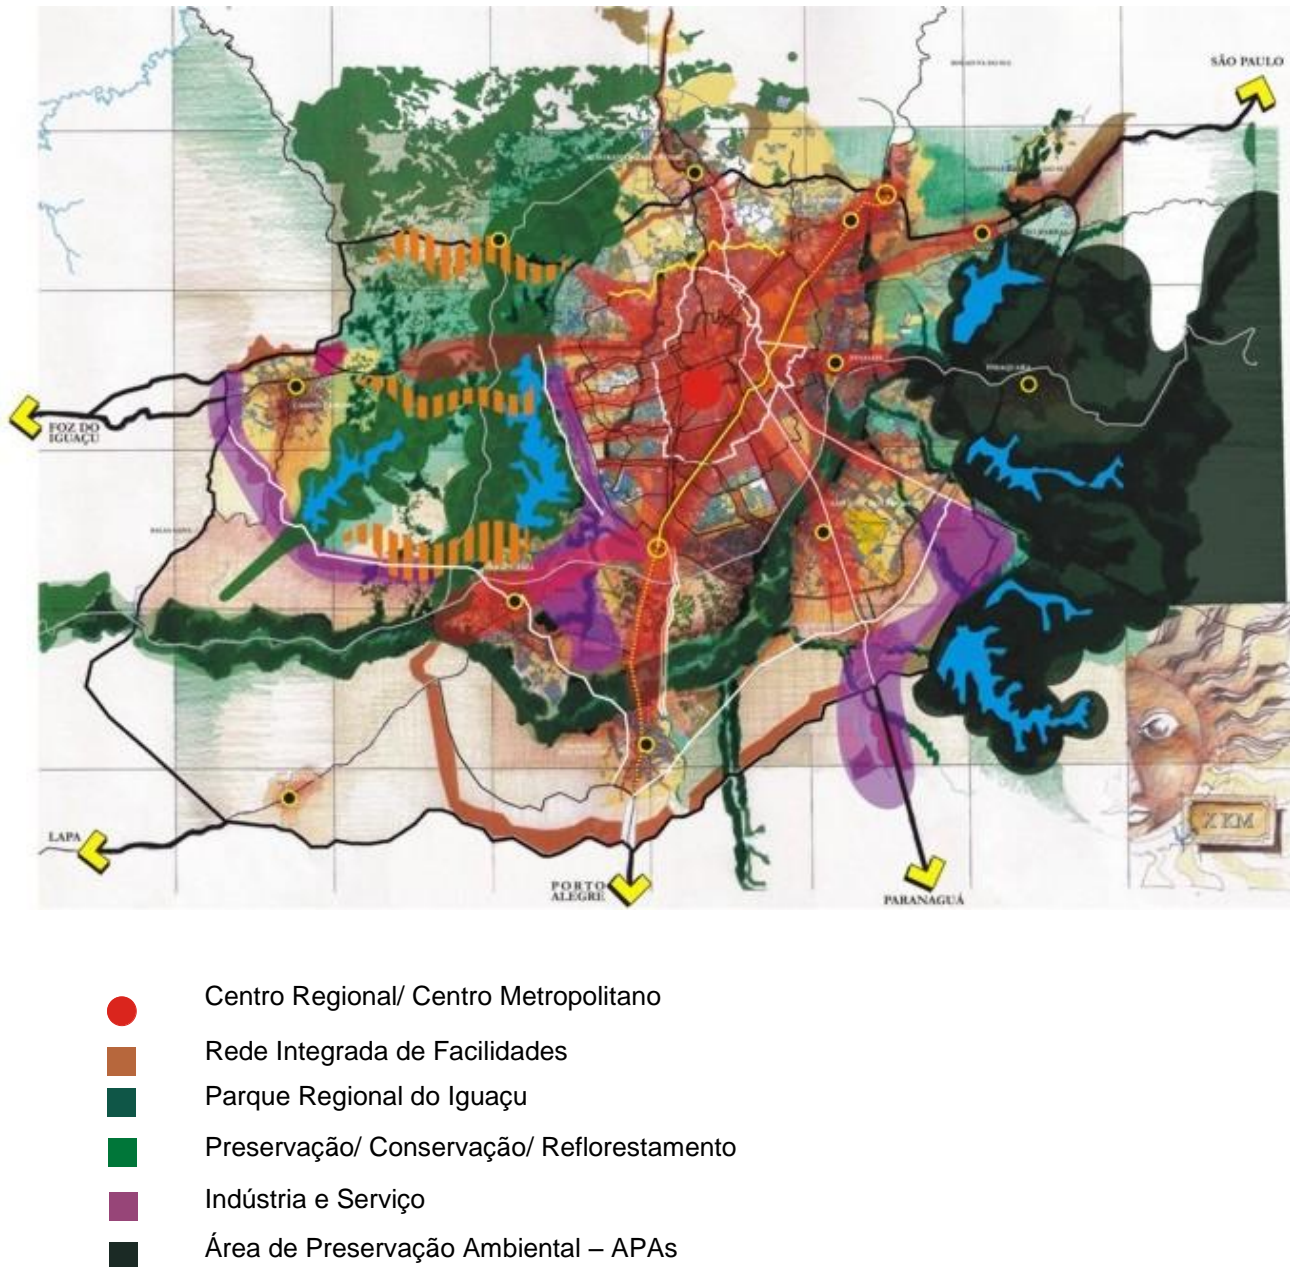 SÃO PAULO
FOZ DO
IGUAÇU
LAPA
PORTO
ALEGRE
PARANAGUÁ
X KM
Centro Regional/ Centro Metropolitano
Rede Integrada de Facilidades
Parque Regional do Iguaçu
Preservação/ Conservação/ Reflorestamento
Indústria e Serviço
Área de Preservação Ambiental – APAs